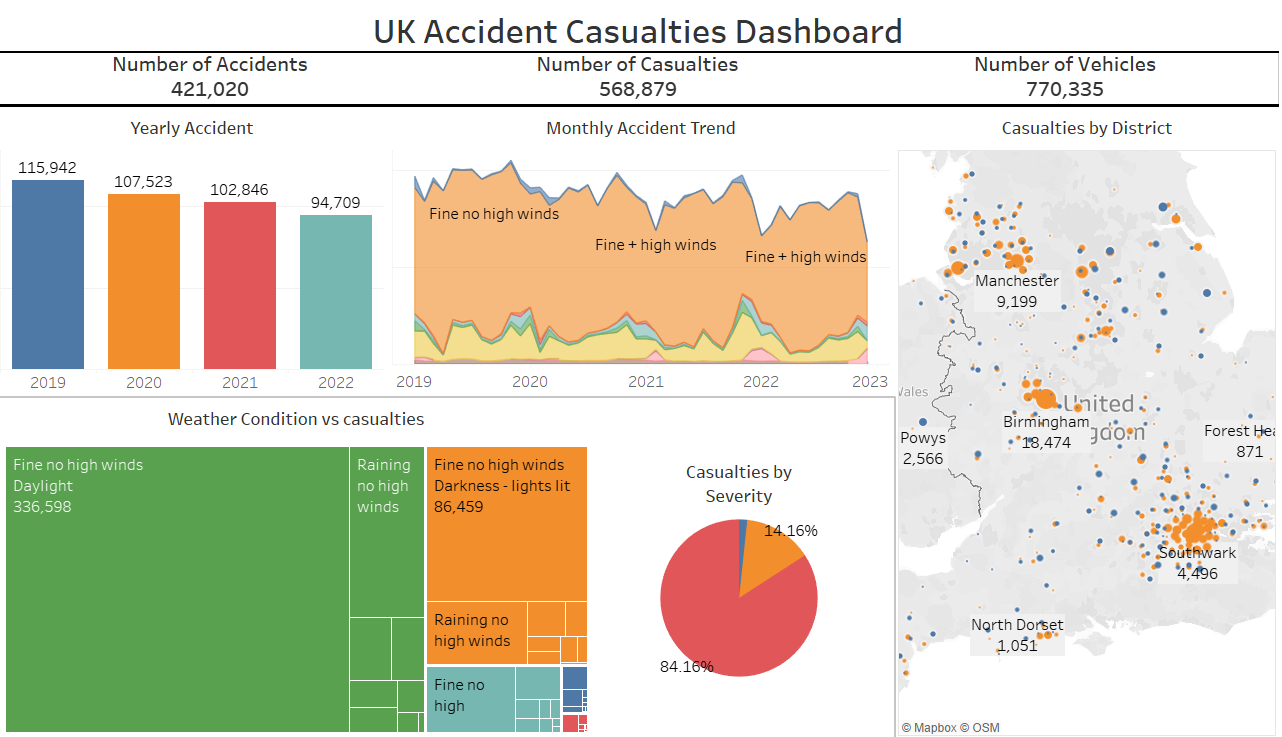 UK Accident Casualties Dashboard
Number of Accidents
421,020
Number of Casualties
568,879
Number of Vehicles
770,335
Yearly Accident
115,942
107,523
102,846
94,709
2019
2020
2021
2022
Monthly Accident Trend
Fine no high winds
Fine + high winds
Fine + high winds
2019
2020
2021
2022
2023
Casualties by District
Manchester
9,199
Wales
United
gdom
Birmingham
18,474
Powys
2,566
Forest Hea
871
Southwark
4,496
North Dorset
1,051
© Mapbox © OSM
Weather Condition vs casualties
Fine no high winds
Daylight
336,598
Raining
no high
winds
Fine no high winds
Darkness - lights lit
86,459
Raining no
high winds
Fine no
high
Casualties by
Severity
14.16%
84.16%